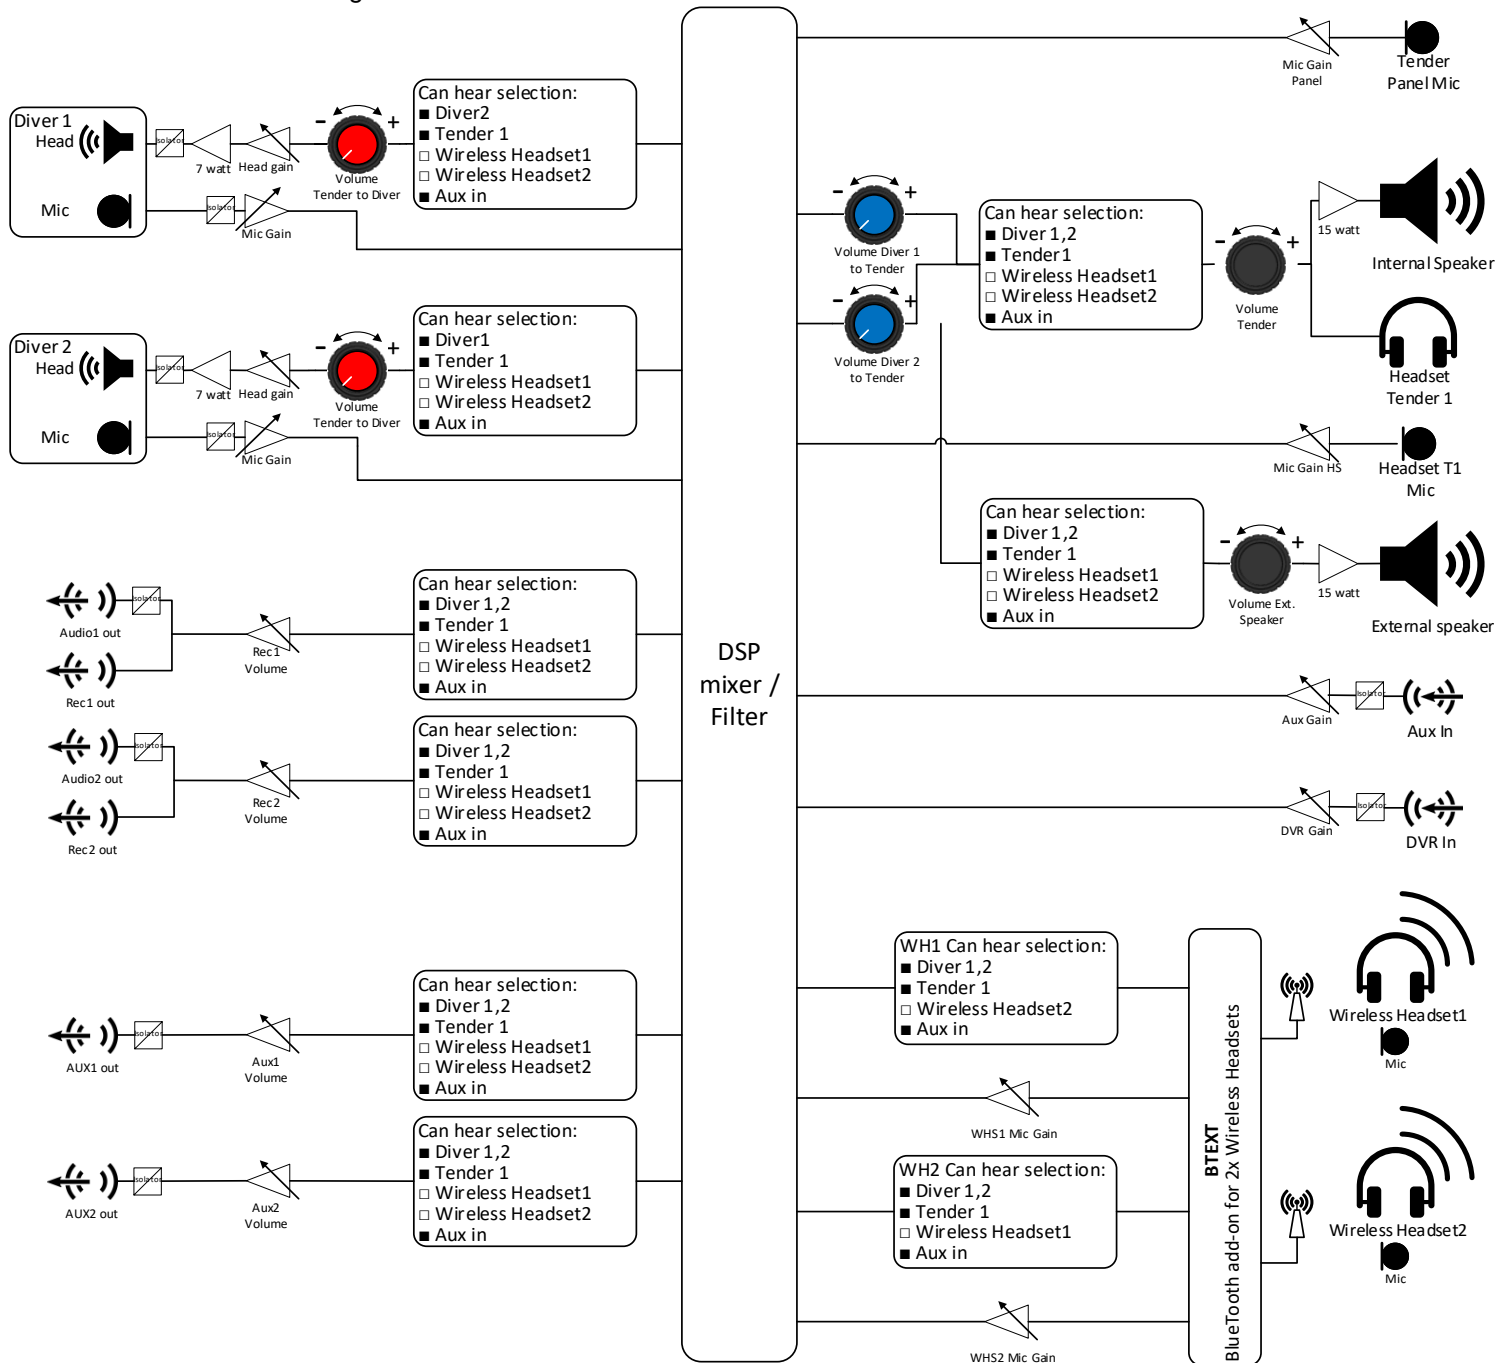 Diver 1
Head
Isolator
7 watt
Head gain
-
+
Volume
Tender to Diver
Can hear selection:
■ Diver2
■ Tender 1
□ Wireless Headset1
□ Wireless Headset2
■ Aux in
Mic
Isolator
Mic Gain
Diver 2
Head
Isolator
7 watt
Head gain
-
+
Volume
Tender to Diver
Can hear selection:
■ Diver1
■ Tender 1
□ Wireless Headset1
□ Wireless Headset2
■ Aux in
Mic
Isolator
Mic Gain
Audio1 out
Isolator
Rec1 out
Rec1
Volume
Can hear selection:
■ Diver 1,2
■ Tender 1
□ Wireless Headset1
□ Wireless Headset2
■ Aux in
Audio2 out
Isolator
Rec2 out
Rec2
Volume
Can hear selection:
■ Diver 1,2
■ Tender 1
□ Wireless Headset1
□ Wireless Headset2
■ Aux in
AUX1 out
Isolator
Aux1
Volume
Can hear selection:
■ Diver 1,2
■ Tender 1
□ Wireless Headset1
□ Wireless Headset2
■ Aux in
AUX2 out
Isolator
Aux2
Volume
Can hear selection:
■ Diver 1,2
■ Tender 1
□ Wireless Headset1
□ Wireless Headset2
■ Aux in
DSP
mixer /
Filter
Mic Gain
Panel
Tender
Panel Mic
-
+
Volume Diver 1
to Tender
-
+
Volume Diver 2
to Tender
Can hear selection:
■ Diver 1,2
■ Tender1
□ Wireless Headset1
□ Wireless Headset2
■ Aux in
-
+
Volume
Tender
15 watt
Internal Speaker
Headset
Tender 1
Mic Gain HS
Headset T1
Mic
Can hear selection:
■ Diver 1,2
■ Tender 1
□ Wireless Headset1
□ Wireless Headset2
■ Aux in
-
+
Volume Ext.
Speaker
15 watt
External speaker
Aux Gain
Isolator
Aux In
DVR Gain
Isolator
DVR In
WH1 Can hear selection:
■ Diver 1,2
■ Tender 1
□ Wireless Headset2
■ Aux in
WHS1 Mic Gain
WH2 Can hear selection:
■ Diver 1,2
■ Tender 1
□ Wireless Headset1
■ Aux in
WHS2 Mic Gain
BTEXT
BlueTooth add-on for 2x Wireless Headsets
Wireless Headset1
Mic
Wireless Headset2
Mic